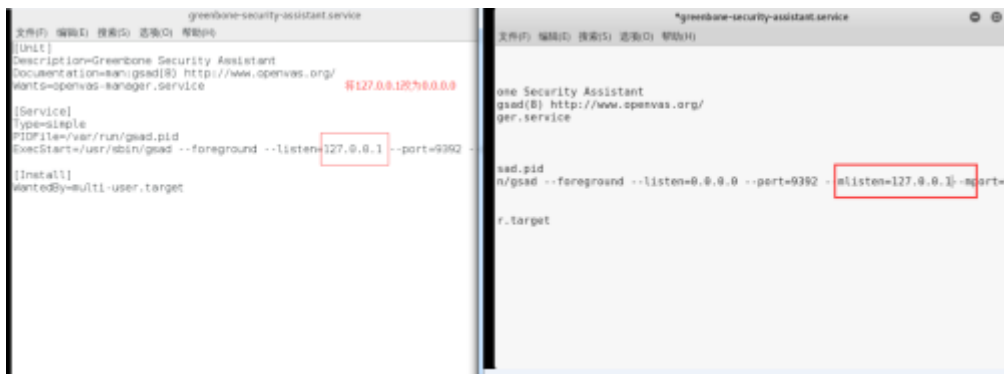 greenbone-security-assistant.service
文件(F) 编辑(E) 搜索(S) 选项(O) 帮助(H)
[Unit]
Description=Greenbone Security Assistant
Documentation=man:gsad(8) http://www.openvas.org/
Wants=openvas-manager.service
将127.0.0.1改为0.0.0.0
[Service]
Type=simple
PIDFile=/var/run/gsad.pid
ExecStart=/usr/sbin/gsad --foreground --listen=127.0.0.1 --port=9392 -
[Install]
WantedBy=multi-user.target
*greenbone-security-assistant.service
文件(F) 编辑(E) 搜索(S) 选项(O) 帮助(H)
one Security Assistant
gsad(8) http://www.openvas.org/
ger.service
sad.pid
n/gsad --foreground --listen=0.0.0.0 --port=9392 --mlisten=127.0.0.1 --mport=
r.target